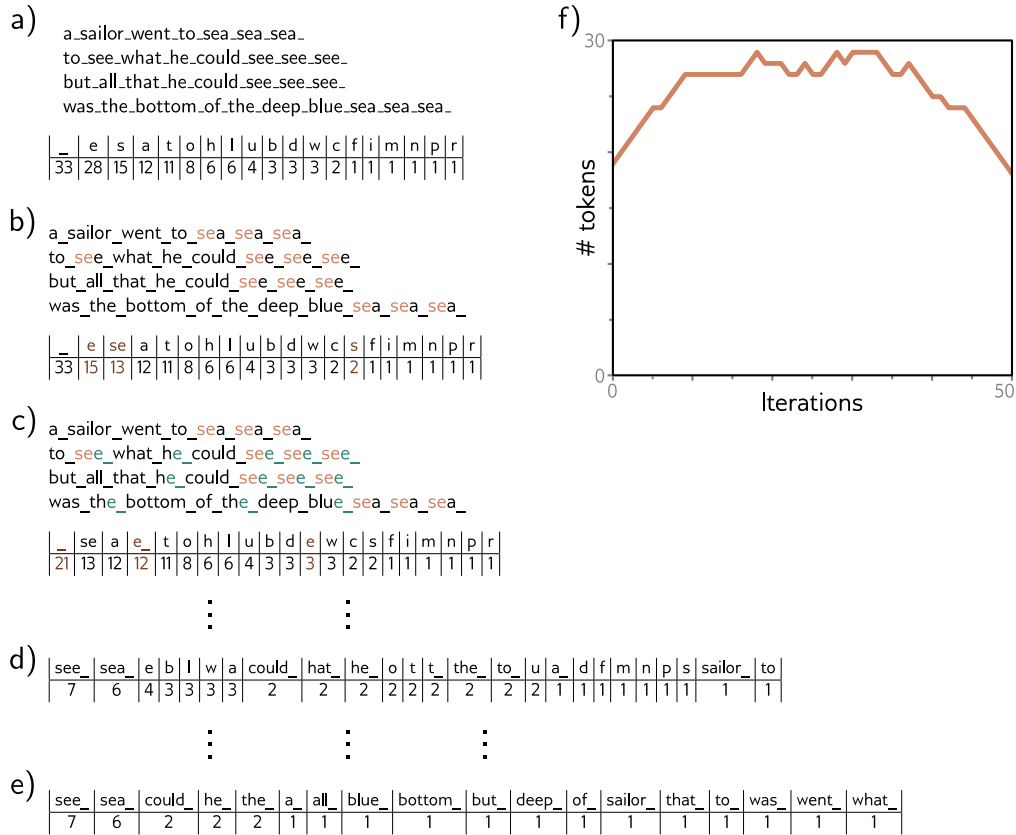 a)
a_sailor_went_to_sea_sea_sea_
to_see_what_he_could_see_see_see_
but_all_that_he_could_see_see_see_
was_the_bottom_of_the_deep_blue_sea_sea_sea_
_ e s a t o h l u b d w c f i m n p r
33 28 15 12 11 8 6 6 4 3 3 3 2 1 1 1 1 1 1
b)
a_sailor_went_to_sea_sea_sea_
to_see_what_he_could_see_see_see_
but_all_that_he_could_see_see_see_
was_the_bottom_of_the_deep_blue_sea_sea_sea_
_ e se a t o h l u b d w c s f i m n p r
33 15 13 12 11 8 6 6 4 3 3 3 2 2 1 1 1 1 1 1
c)
a_sailor_went_to_sea_sea_sea_
to_see_what_he_could_see_see_see_
but_all_that_he_could_see_see_see_
was_the_bottom_of_the_deep_blue_sea_sea_sea_
_ se a e_ t o h l u b d e w c s f i m n p r
21 13 12 12 11 8 6 6 4 3 3 3 3 2 2 1 1 1 1 1 1
d)
see_ sea_ e b l w a could_ hat_ he_ o t t_ the_ to_ u a_ d f m n p s sailor_ to
7 6 4 3 3 3 3 2 2 2 2 2 2 2 2 2 1 1 1 1 1 1 1 1 1
e)
see_ sea_ could_ he_ the_ a_ all_ blue_ bottom_ but_ deep_ of_ sailor_ that_ to_ was_ went_ what_
7 6 2 2 2 1 1 1 1 1 1 1 1 1 1 1 1 1
f)
30
# tokens
0
0 50
Iterations